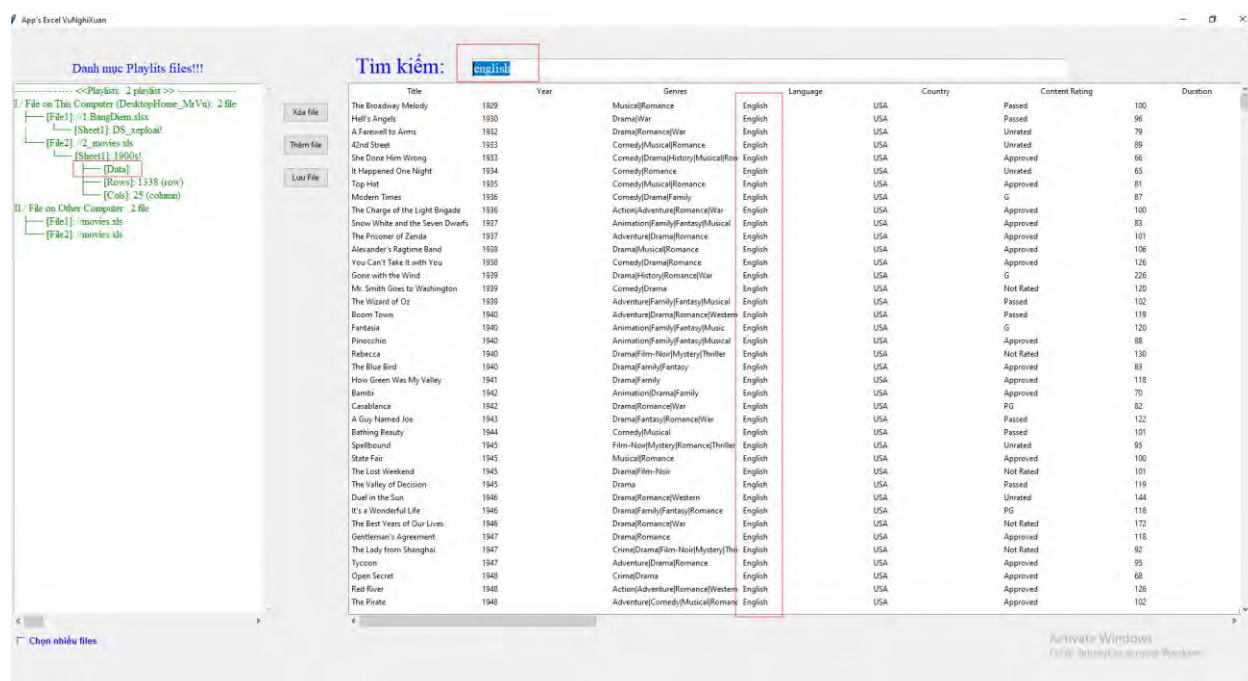 App's Excel VuNghiXuan
Danh mục Playlits files!!!
Tìm kiếm: english
<<Playlists: 2 playlist >>
I./ File on This Computer (DesktopHome_MrVu): 2 file
[File1]: //1.BangDiem.xlsx
[Sheet1]: DS_xeploai!
[File2]: //2_movies.xls
[Sheet1]: 1900s!
[Data]
[Rows]: 1338 (row)
[Cols]: 25 (column)
II./ File on Other Computer: 2 file
[File1]: //movies.xls
[File2]: //movies.xls
Xóa file
Thêm file
Lưu File
Title Year Genres Language Country Content Rating Duration
The Broadway Melody 1929 Musical|Romance English USA Passed 100
Hell's Angels 1930 Drama|War English USA Passed 96
A Farewell to Arms 1932 Drama|Romance|War English USA Unrated 79
42nd Street 1933 Comedy|Musical|Romance English USA Unrated 89
She Done Him Wrong 1933 Comedy|Drama|History|Musical|Rom English USA Approved 66
It Happened One Night 1934 Comedy|Romance English USA Unrated 65
Top Hat 1935 Comedy|Musical|Romance English USA Approved 81
Modern Times 1936 Comedy|Drama|Family English USA G 87
The Charge of the Light Brigade 1936 Action|Adventure|Romance|War English USA Approved 100
Snow White and the Seven Dwarfs 1937 Animation|Family|Fantasy|Musical English USA Approved 83
The Prisoner of Zenda 1937 Adventure|Drama|Romance English USA Approved 101
Alexander's Ragtime Band 1938 Drama|Musical|Romance English USA Approved 106
You Can't Take It with You 1938 Comedy|Drama|Romance English USA Approved 126
Gone with the Wind 1939 Drama|History|Romance|War English USA G 226
Mr. Smith Goes to Washington 1939 Comedy|Drama English USA Not Rated 120
The Wizard of Oz 1939 Adventure|Family|Fantasy|Musical English USA Passed 102
Boom Town 1940 Adventure|Drama|Romance|Western English USA Passed 119
Fantasia 1940 Animation|Family|Fantasy|Music English USA G 120
Pinocchio 1940 Animation|Family|Fantasy|Musical English USA Approved 88
Rebecca 1940 Drama|Film-Noir|Mystery|Thriller English USA Not Rated 130
The Blue Bird 1940 Drama|Family|Fantasy English USA Approved 83
How Green Was My Valley 1941 Drama|Family English USA Approved 118
Bambi 1942 Animation|Drama|Family English USA Approved 70
Casablanca 1942 Drama|Romance|War English USA PG 82
A Guy Named Joe 1943 Drama|Fantasy|Romance|War English USA Passed 122
Bathing Beauty 1944 Comedy|Musical English USA Passed 101
Spellbound 1945 Film-Noir|Mystery|Romance|Thriller English USA Unrated 95
State Fair 1945 Musical|Romance English USA Approved 100
The Lost Weekend 1945 Drama|Film-Noir English USA Not Rated 101
The Valley of Decision 1945 Drama English USA Passed 119
Duel in the Sun 1946 Drama|Romance|Western English USA Unrated 144
It's a Wonderful Life 1946 Drama|Family|Fantasy|Romance English USA PG 118
The Best Years of Our Lives 1946 Drama|Romance|War English USA Not Rated 172
Gentleman's Agreement 1947 Drama|Romance English USA Approved 118
The Lady from Shanghai 1947 Crime|Drama|Film-Noir|Mystery|Thri English USA Not Rated 92
Tycoon 1947 Adventure|Drama|Romance English USA Approved 95
Open Secret 1948 Crime|Drama English USA Approved 68
Red River 1948 Action|Adventure|Romance|Western English USA Approved 126
The Pirate 1948 Adventure|Comedy|Musical|Romanc English USA Approved 102
Chọn nhiều files
Activate Windows